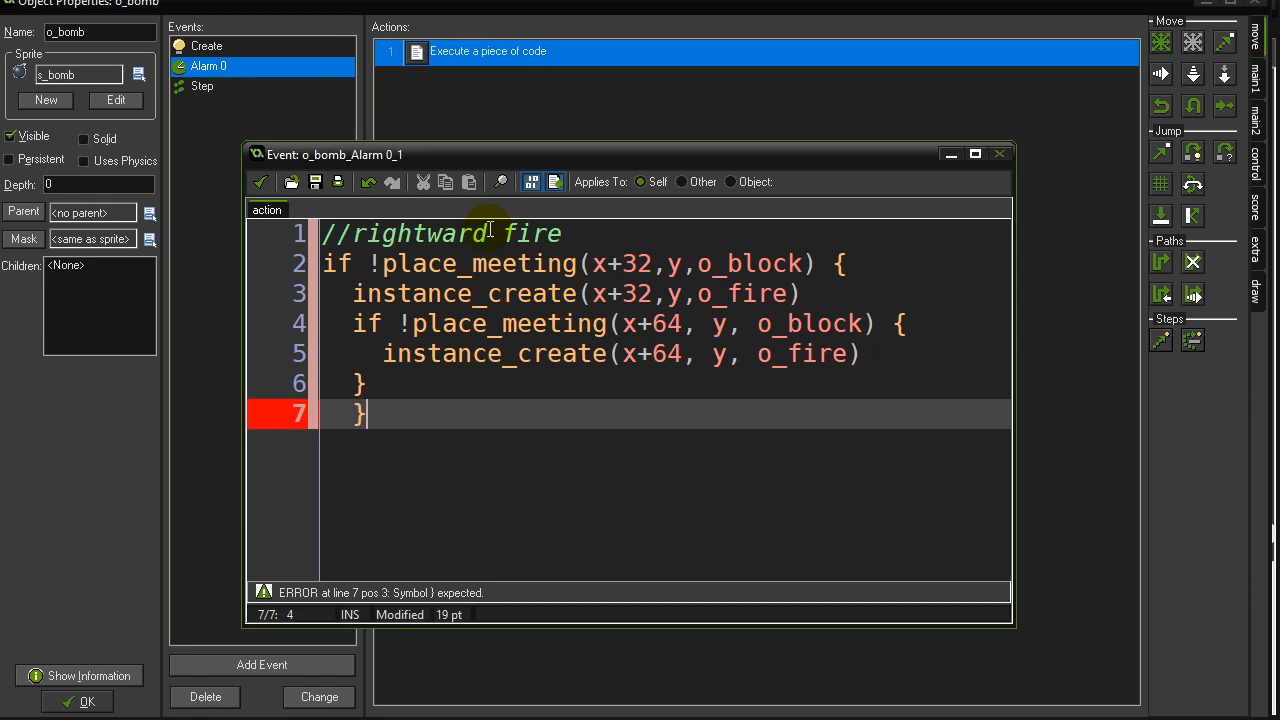 Object Properties: o_bomb
Name: o_bomb
Sprite
s_bomb
New Edit
Visible Solid
Persistent Uses Physics
Depth: 0
Parent <no parent>
Mask <same as sprite>
Children: <None>
Show Information
OK
Events:
Create
Alarm 0
Step
Add Event
Delete Change
Actions:
1 Execute a piece of code
Event: o_bomb_Alarm 0_1
Applies To: Self Other Object:
action
1 //rightward fire
2 if !place_meeting(x+32,y,o_block) {
3 instance_create(x+32,y,o_fire)
4 if !place_meeting(x+64, y, o_block) {
5 instance_create(x+64, y, o_fire)
6 }
7 }
ERROR at line 7 pos 3: Symbol } expected.
7/7: 4 INS Modified 19 pt
Move
Jump
Paths
Steps
move
main1
main2
control
score
extra
draw